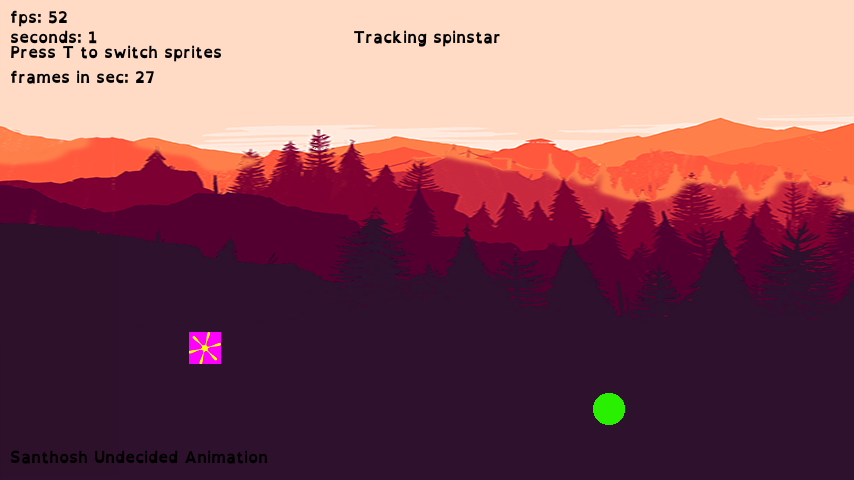 fps: 52
seconds: 1
Tracking spinstar
Press T to switch sprites
frames in sec: 27
Santhosh Undecided Animation